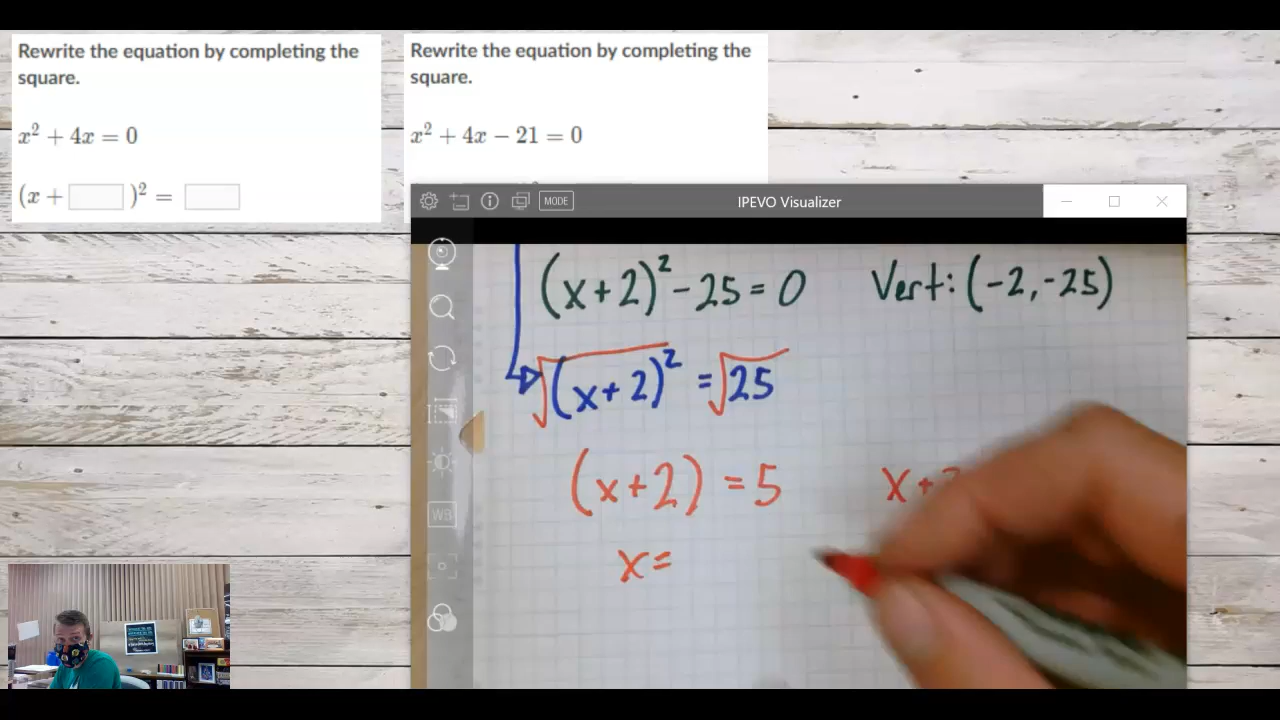 Rewrite the equation by completing the
square.
x² + 4x = 0
(x + )² =
Rewrite the equation by completing the
square.
x² + 4x − 21 = 0
MODE
IPEVO Visualizer
WB
(x+2)² - 25 = 0
Vert: (-2, -25)
√(x+2)² = √25
(x+2) = 5
x +
x =